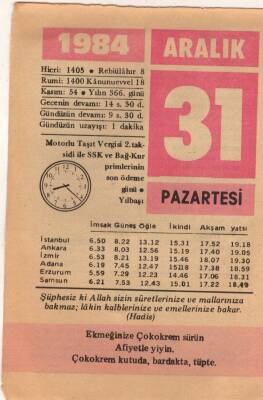 1984 ARALIK
Hicri: 1405 • Rebiülâhır 8
Rumi: 1400 Kânunuevvel 18
Kasım: 54 • Yılın 366. günü
Gecenin devamı: 14 s. 30 d.
Gündüzün devamı: 9 s. 30 d.
Gündüzün uzayışı: 1 dakika
31
PAZARTESİ
Motorlu Taşıt Vergisi 2.tak-
sidi ile SSK ve Bağ-Kur
primlerinin
son ödeme
günü •
Yılbaşı
İmsak Güneş Öğle İkindi Akşam yatsı
İstanbul 6.50 8.22 13.12 15.31 17.52 19.18
Ankara 6.33 8.03 12.56 15.19 17.40 19.05
İzmir 6.53 8.21 13.19 15.46 18.07 19.30
Adana 6.19 7.45 12.47 15.18 17.38 18.59
Erzurum 5.59 7.29 12.23 14.46 17.06 18.31
Samsun 6.21 7.53 12.43 15.01 17.22 18.49
Şüphesiz ki Allah sizin sûretlerinize ve mallarınıza
bakmaz; lâkin kalblerinize ve emellerinize bakar.
(Hadis)
Ekmeğinize Çokokrem sürün
Afiyetle yiyin.
Çokokrem kutuda, bardakta, tüpte.